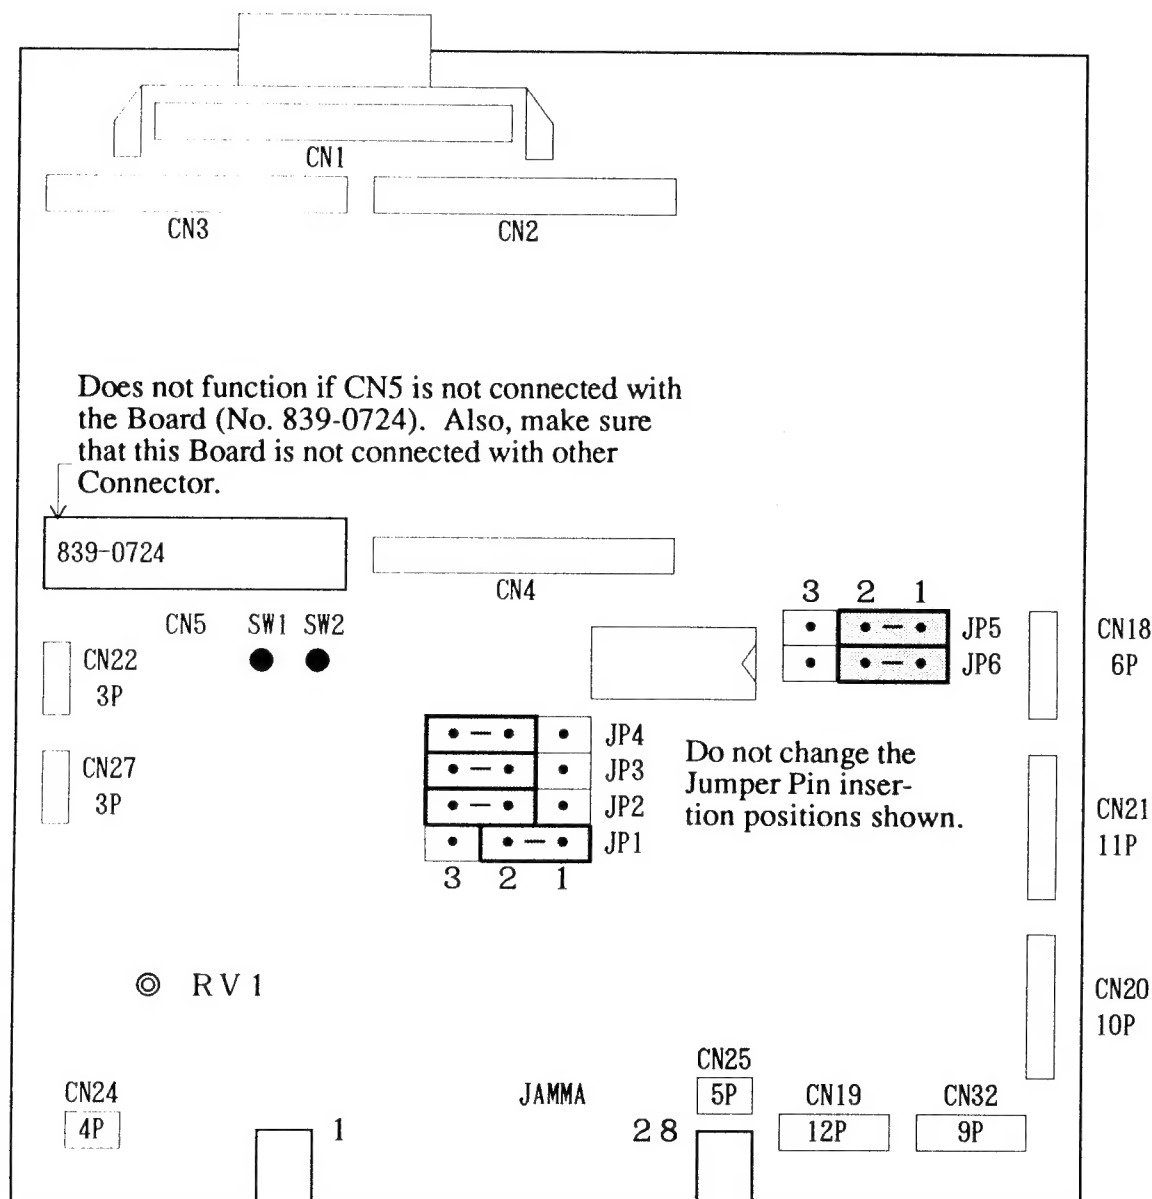 CN1
CN3 CN2
Does not function if CN5 is not connected with
the Board (No. 839-0724).  Also, make sure
that this Board is not connected with other
Connector.
839-0724
CN4
3 2 1
CN5 SW1 SW2
JP5
JP6
CN18
6P
CN22
3P
JP4
JP3
JP2
JP1
3 2 1
Do not change the
Jumper Pin inser-
tion positions shown.
CN27
3P
CN21
11P
RV1
CN20
10P
CN25
5P
CN24
4P
JAMMA
CN19
12P
CN32
9P
1
28